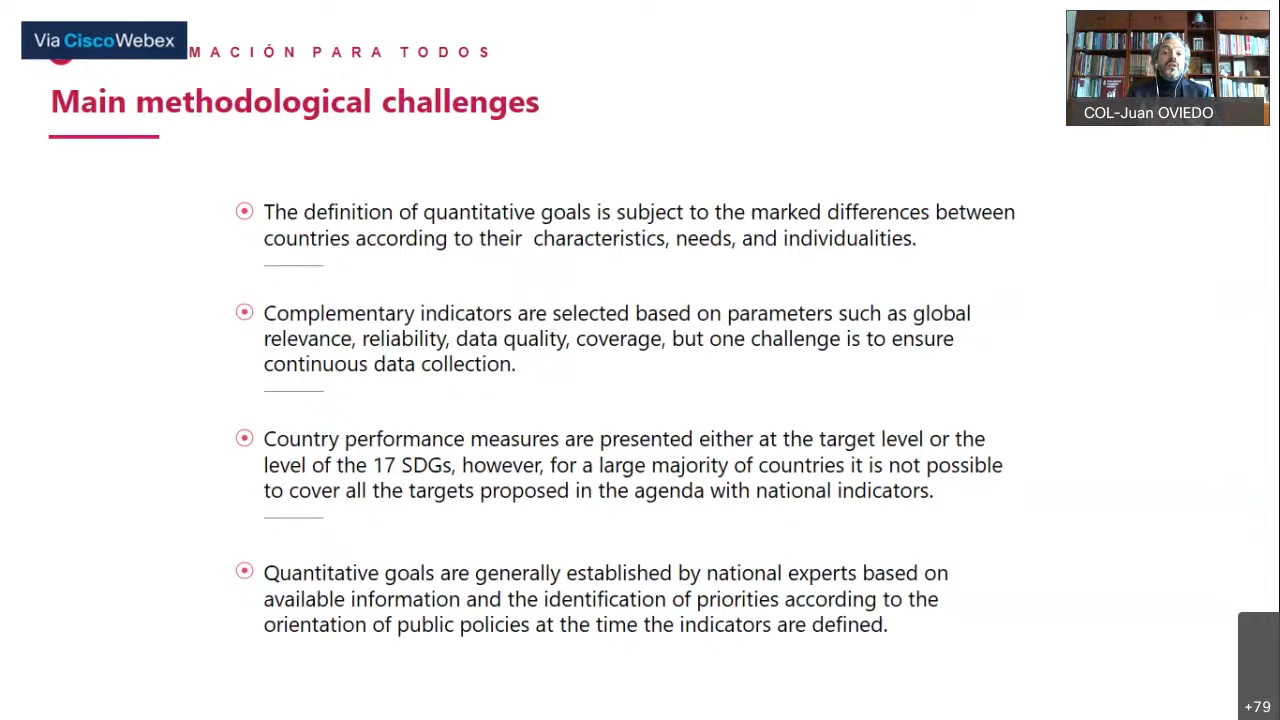 Via Cisco Webex
MACIÓN PARA TODOS
Main methodological challenges
COL-Juan OVIEDO
The definition of quantitative goals is subject to the marked differences between
countries according to their characteristics, needs, and individualities.
Complementary indicators are selected based on parameters such as global
relevance, reliability, data quality, coverage, but one challenge is to ensure
continuous data collection.
Country performance measures are presented either at the target level or the
level of the 17 SDGs, however, for a large majority of countries it is not possible
to cover all the targets proposed in the agenda with national indicators.
Quantitative goals are generally established by national experts based on
available information and the identification of priorities according to the
orientation of public policies at the time the indicators are defined.
+79